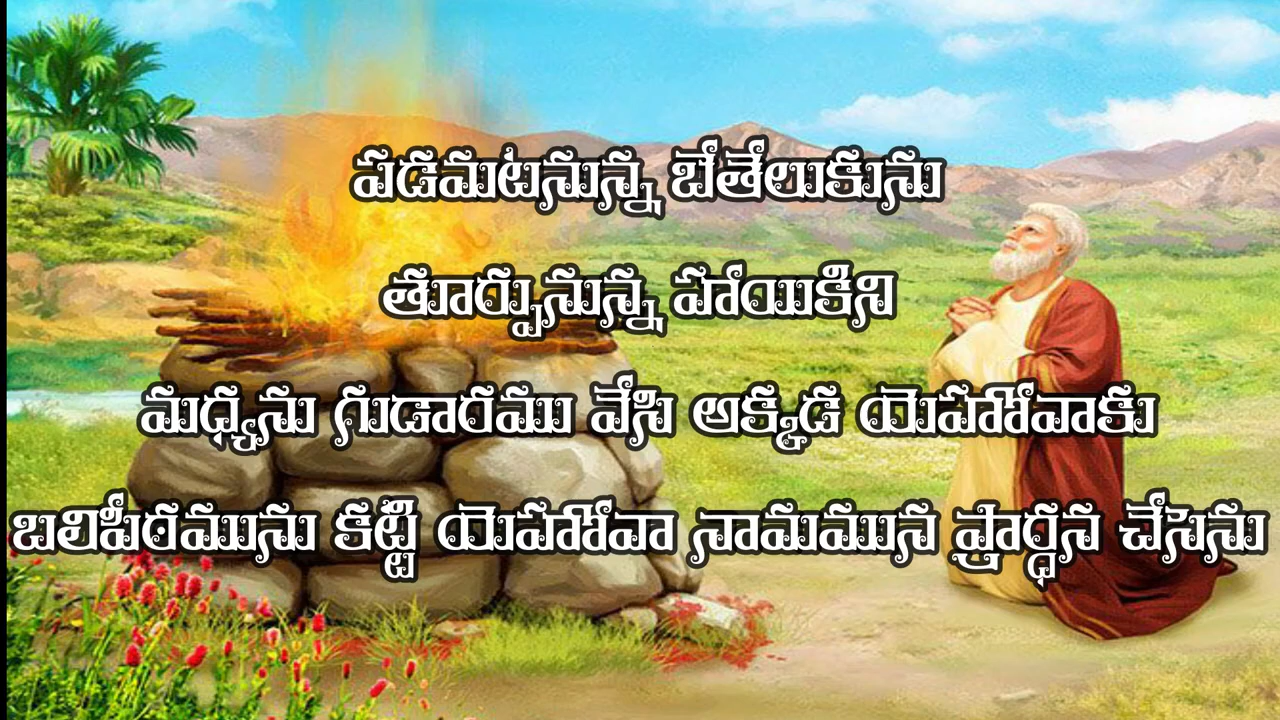 పడమటనున్న బేతేలుకును
తూర్పునున్న హాయికిని
మధ్యను గుడారము వేసి అక్కడ యెహోవాకు
బలిపీఠమును కట్టి యెహోవా నామమున ప్రార్థన చేసెను